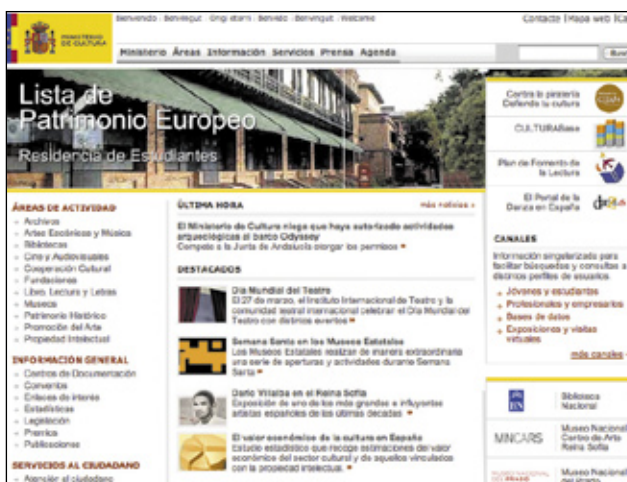 Bienvenido | Benvingut | Ongi etorri | Benvido | Benvingut | Welcome
Contacte | Mapa web |
MINISTERIO
DE CULTURA
Ministerio Áreas Información Servicios Prensa Agenda
Lista de
Patrimonio Europeo
Residencia de Estudiantes
Contra la piratería
Defiende tu cultura
CULTURABase
Plan de Fomento de
la Lectura
El Portal de la
Danza en España
ÁREAS DE ACTIVIDAD
Archivos
Artes Escénicas y Música
Bibliotecas
Cine y Audiovisuales
Cooperación Cultural
Fundaciones
Libro, Lectura y Letras
Museos
Patrimonio Histórico
Promoción del Arte
Propiedad Intelectual
INFORMACIÓN GENERAL
Centros de Documentación
Convenios
Enlaces de interés
Estadísticas
Legislación
Premios
Publicaciones
SERVICIOS AL CIUDADANO
Atención al ciudadano
ÚLTIMA HORA
más noticias »
El Ministerio de Cultura niega que haya autorizado actividades
arqueológicas al barco Odyssey
Compete a la Junta de Andalucía otorgar los permisos
DESTACADOS
Día Mundial del Teatro
El 27 de marzo, el Instituto Internacional de Teatro y la
comunidad teatral internacional celebran el Día Mundial del
Teatro con distintos eventos
Semana Santa en los Museos Estatales
Los Museos Estatales realizan de manera extraordinaria
una serie de aperturas y actividades durante Semana
Santa
Darío Villalba en el Reina Sofía
Exposición de uno de los más grandes e influyentes
artistas españoles de las últimas décadas
El valor económico de la cultura en España
Estudio estadístico que recoge estimaciones del valor
económico del sector cultural y de aquellos vinculados
con la propiedad intelectual.
CANALES
Información singularizada para
facilitar búsquedas y consultas a
distintos perfiles de usuarios.
Jóvenes y estudiantes
Profesionales y empresarios
Bases de datos
Exposiciones y visitas
virtuales
más canales
BN
Biblioteca
Nacional
MNCARS
Museo Nacional
Centro de Arte
Reina Sofía
MUSEO NACIONAL
DEL PRADO
Museo Nacional
del Prado